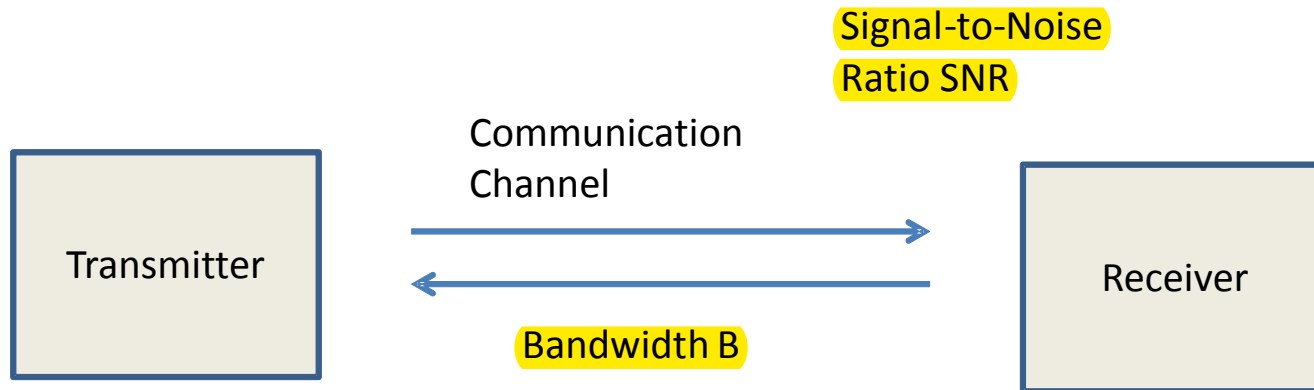 Signal-to-Noise
Ratio SNR
Communication
Channel
Transmitter
Receiver
Bandwidth B